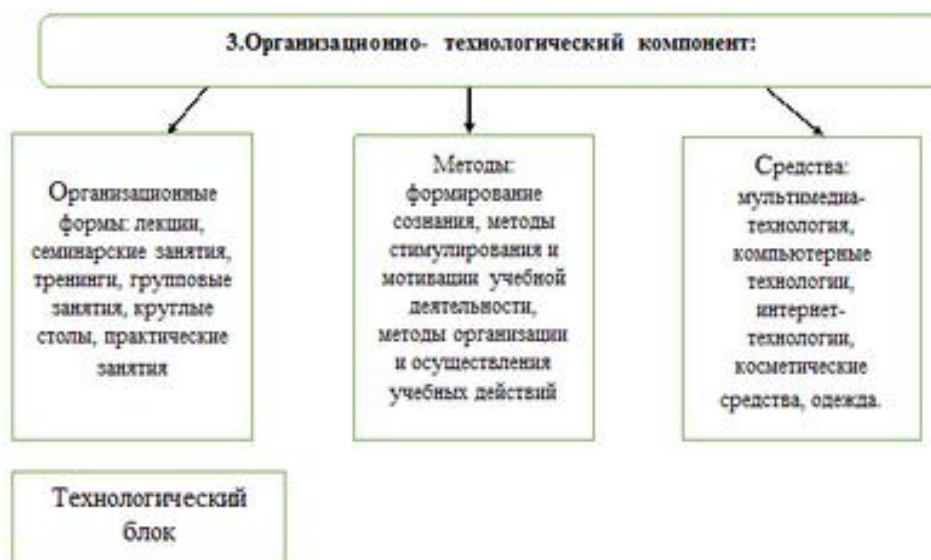 3.Организационно- технологический компонент:
Организационные
формы: лекции,
семинарские занятия,
тренинги, групповые
занятия, круглые
столы, практические
занятия
Методы:
формирование
сознания, методы
стимулирования и
мотивации учебной
деятельности,
методы организации
и осуществления
учебных действий
Средства:
мультимедиа-
технология,
компьютерные
технологии,
интернет-
технологии,
косметические
средства, одежда.
Технологический
блок